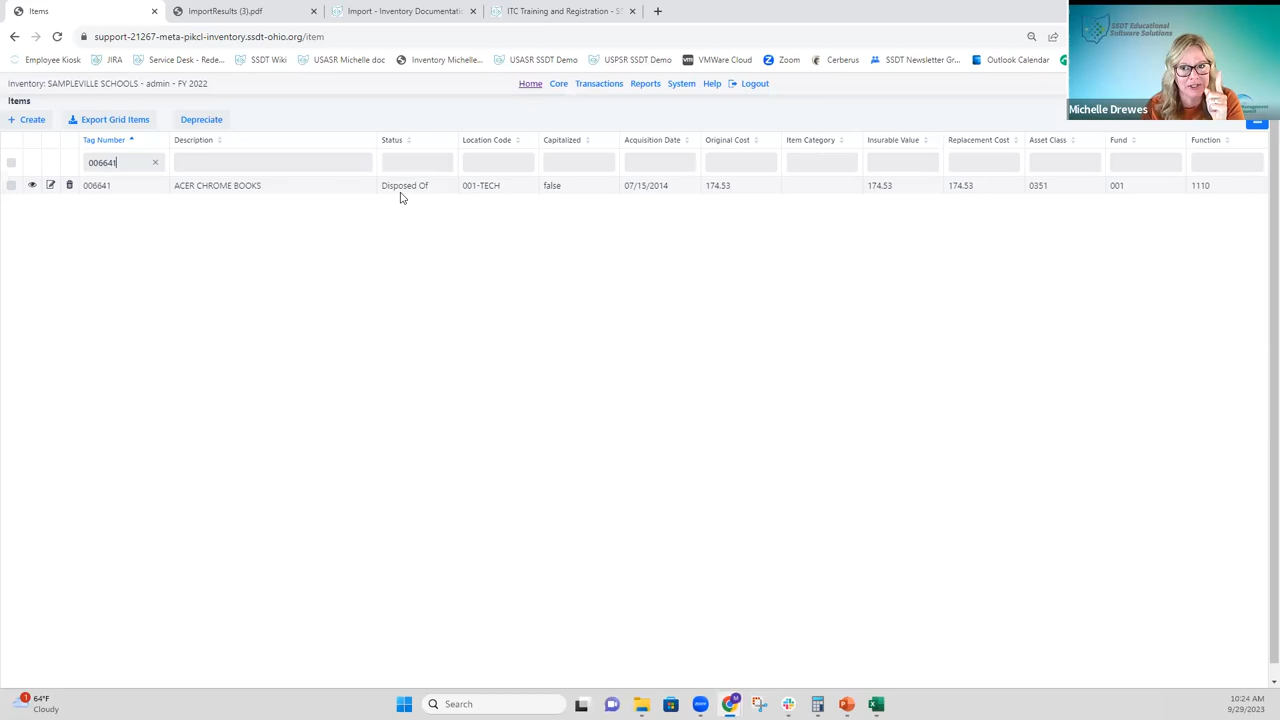 Items
ImportResults (3).pdf
Import - Inventory Documentati
ITC Training and Registration - S
support-21267-meta-pikcl-inventory.ssdt-ohio.org/item
Employee Kiosk
JIRA
Service Desk - Rede...
SSDT Wiki
USASR Michelle doc
Inventory Michelle...
USASR SSDT Demo
USPSR SSDT Demo
VMWare Cloud
Zoom
Cerberus
SSDT Newsletter Gr...
Outlook Calendar
SSDT Educational
Software Solutions
Michelle Drewes
Inventory: SAMPLEVILLE SCHOOLS - admin - FY 2022
Home Core Transactions Reports System Help Logout
Items
Create Export Grid Items Depreciate
Tag Number Description Status Location Code Capitalized Acquisition Date Original Cost Item Category Insurable Value Replacement Cost Asset Class Fund Function
006641
006641 ACER CHROME BOOKS Disposed Of 001-TECH false 07/15/2014 174.53 174.53 174.53 0351 001 1110
1
64°F
Cloudy
Search
zoom
M
10:24 AM
9/29/2023